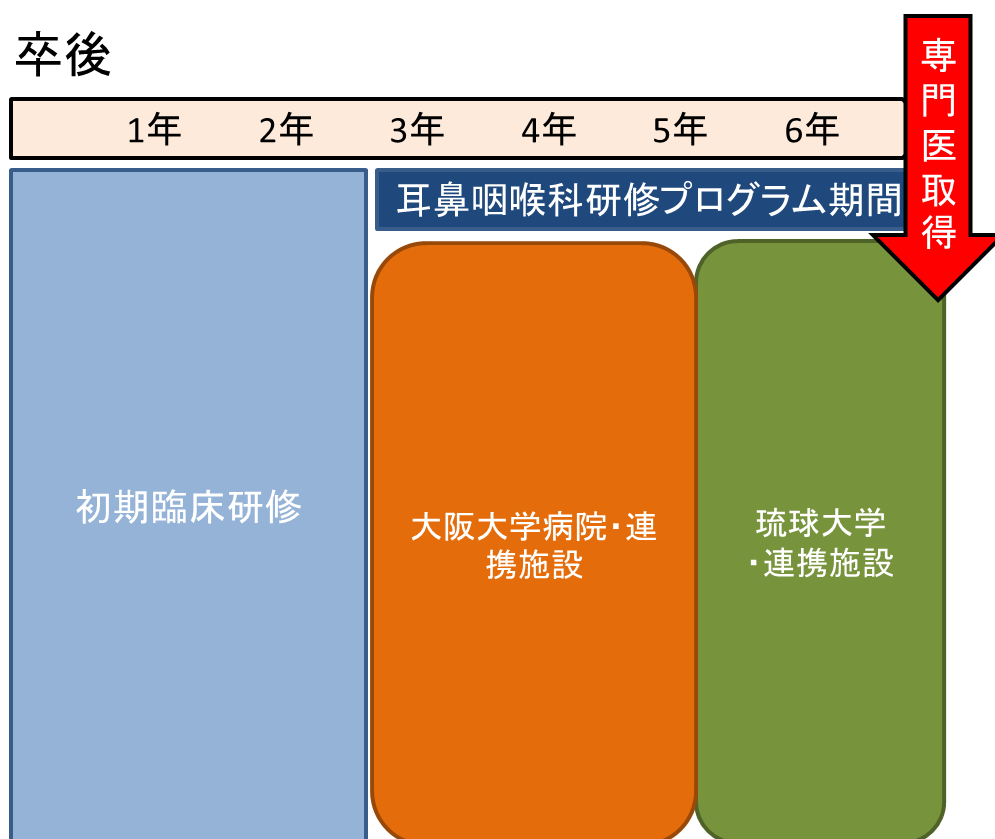 卒後
1年 2年 3年 4年 5年 6年
専門医取得
耳鼻咽喉科研修プログラム期間
初期臨床研修
大阪大学病院・連
携施設
琉球大学
・連携施設